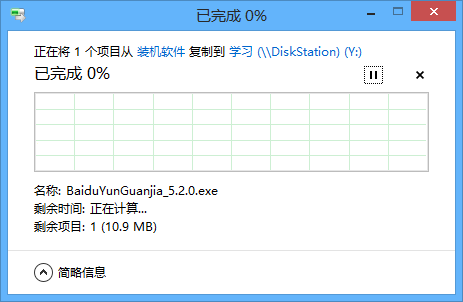 已完成 0%
正在将 1 个项目从 装机软件 复制到 学习 (\\DiskStation) (Y:)
已完成 0%
名称: BaiduYunGuanjia_5.2.0.exe
剩余时间: 正在计算...
剩余项目: 1 (10.9 MB)
简略信息